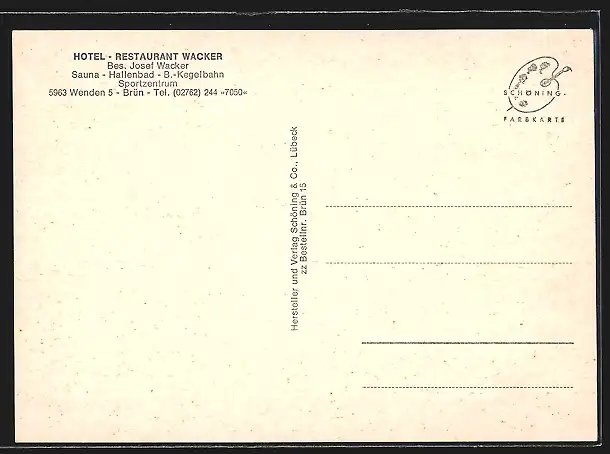 HOTEL - RESTAURANT WACKER
Bes. Josef Wacker
Sauna - Hallenbad - B.-Kegelbahn
Sportzentrum
5963 Wenden 5 - Brün - Tel. (02762) 244 »7050«
Hersteller und Verlag Schöning & Co., Lübeck
zz Bestellnr. Brün 15
SCHÖNING-
FARBKARTE